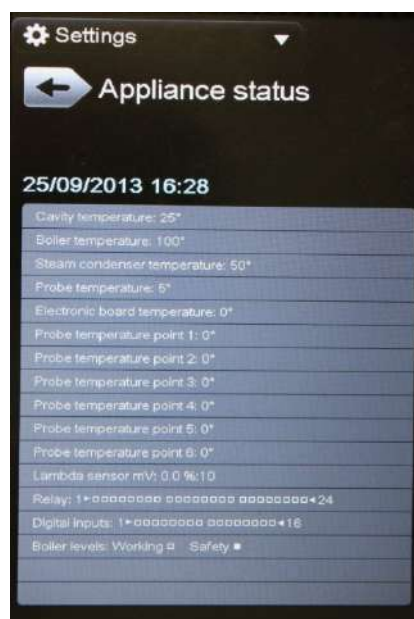 Settings
Appliance status
25/09/2013 16:28
Cavity temperature: 25°
Boiler temperature: 100°
Steam condenser temperature: 50°
Probe temperature: 5°
Electronic board temperature: 0°
Probe temperature point 1: 0°
Probe temperature point 2: 0°
Probe temperature point 3: 0°
Probe temperature point 4: 0°
Probe temperature point 5: 0°
Probe temperature point 6: 0°
Lambda sensor mV: 0.0 %:10
Relay: 1▸□□□□□□□□ □□□□□□□□ □□□□□□□□◂24
Digital inputs: 1▸□□□□□□□□ □□□□□□□□◂16
Boiler levels: Working □ Safety ■